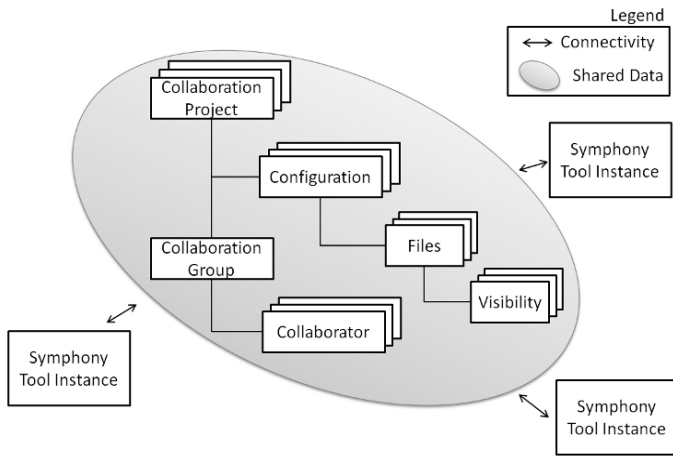 Legend
Connectivity
Shared Data
Collaboration
Project
Symphony
Tool Instance
Configuration
Collaboration
Group
Files
Visibility
Collaborator
Symphony
Tool Instance
Symphony
Tool Instance